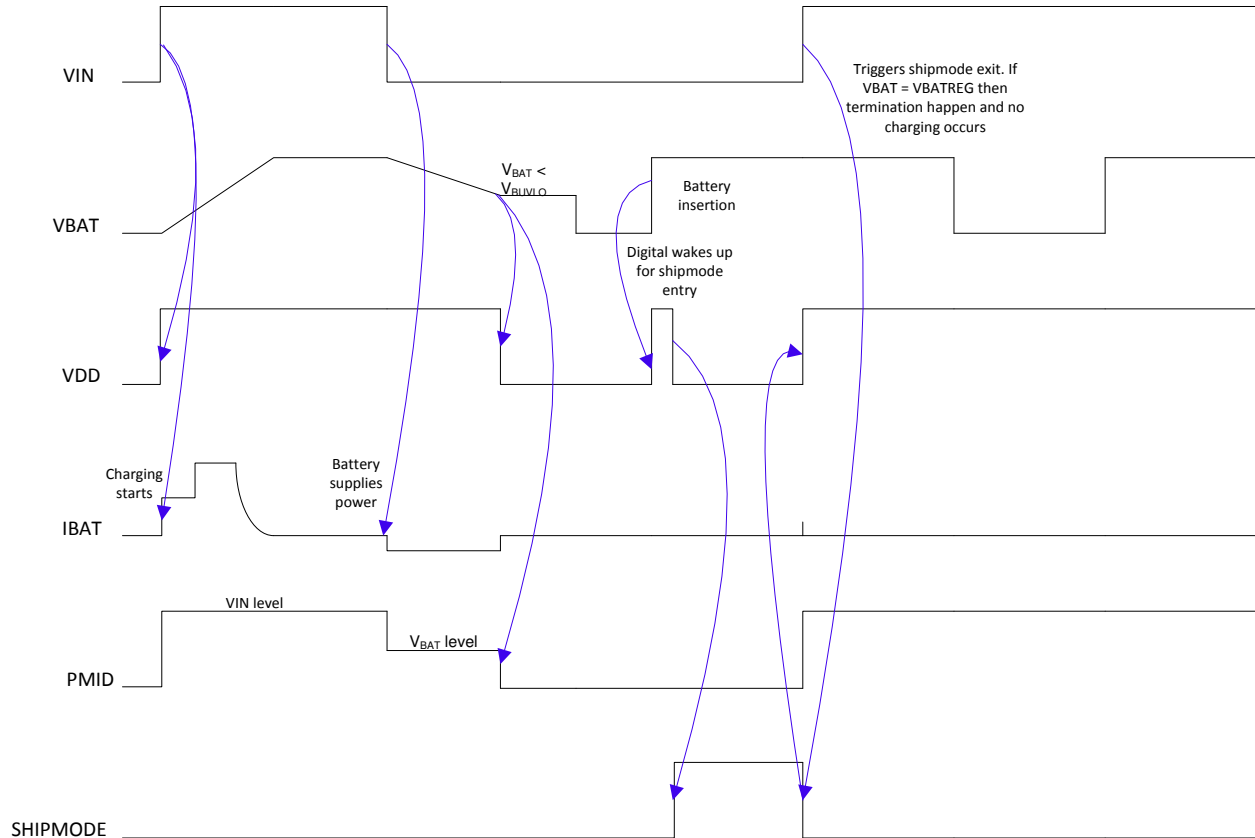 VIN
Triggers shipmode exit. If
VBAT = VBATREG then
termination happen and no
charging occurs
VBAT
VBAT <
VBUVLO
Battery
insertion
Digital wakes up
for shipmode
entry
VDD
Charging
starts
Battery
supplies
power
IBAT
VIN level
VBAT level
PMID
SHIPMODE